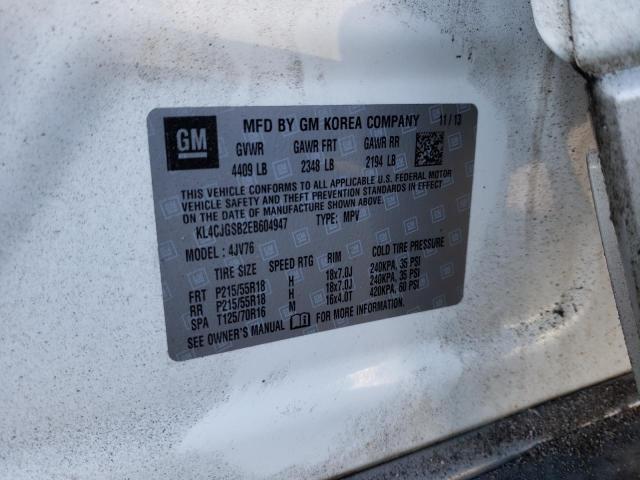 GM
MFD BY GM KOREA COMPANY 11/13
GVWR GAWR FRT GAWR RR
4409 LB 2348 LB 2194 LB
THIS VEHICLE CONFORMS TO ALL APPLICABLE U.S. FEDERAL MOTOR
VEHICLE SAFETY AND THEFT PREVENTION STANDARDS IN EFFECT
ON THE DATE OF MANUFACTURE SHOWN ABOVE.
KL4CJGSB2EB604947 TYPE: MPV
MODEL: 4JV76
TIRE SIZE SPEED RTG RIM COLD TIRE PRESSURE
FRT P215/55R18 H 18x7.0J 240KPA, 35 PSI
RR P215/55R18 H 18x7.0J 240KPA, 35 PSI
SPA T125/70R16 M 16x4.0T 420KPA, 60 PSI
SEE OWNER'S MANUAL FOR MORE INFORMATION.